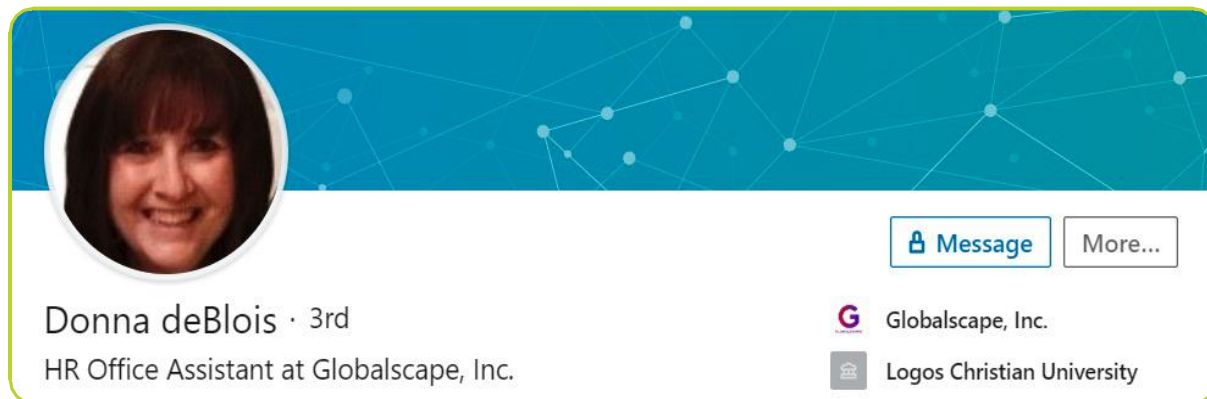 Message
More...
Donna deBlois · 3rd
HR Office Assistant at Globalscape, Inc.
G
Globalscape, Inc.
Logos Christian University